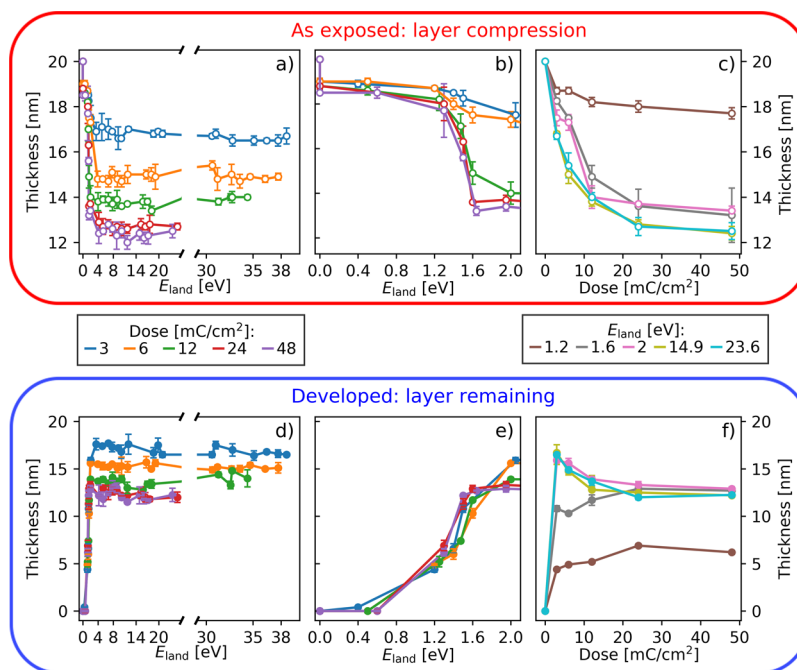 As exposed: layer compression
a)
b)
c)
20
18
16
14
12
Thickness [nm]
0 4 8 14 20 30 35 38
E_land [eV]
0.0 0.4 0.8 1.2 1.6 2.0
E_land [eV]
0 10 20 30 40 50
Dose [mC/cm²]
20
18
16
14
12
Thickness [nm]
Dose [mC/cm²]:
3 6 12 24 48
E_land [eV]:
1.2 1.6 2 14.9 23.6
Developed: layer remaining
d)
e)
f)
20
15
10
5
0
Thickness [nm]
0 4 8 14 20 30 35 38
E_land [eV]
0.0 0.4 0.8 1.2 1.6 2.0
E_land [eV]
0 10 20 30 40 50
Dose [mC/cm²]
20
15
10
5
0
Thickness [nm]